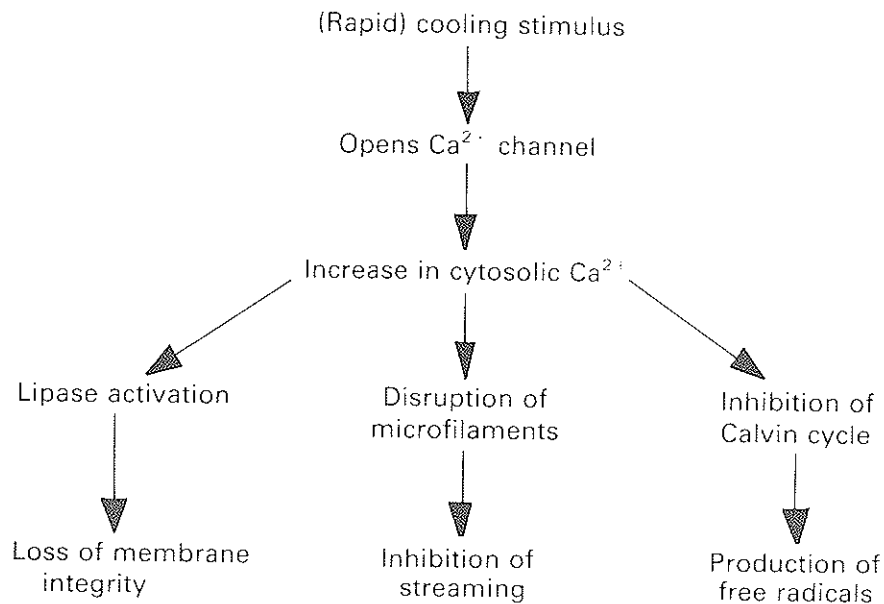 (Rapid) cooling stimulus
Opens Ca²⁺ channel
Increase in cytosolic Ca²⁺
Lipase activation
Disruption of
microfilaments
Inhibition of
Calvin cycle
Loss of membrane
integrity
Inhibition of
streaming
Production of
free radicals